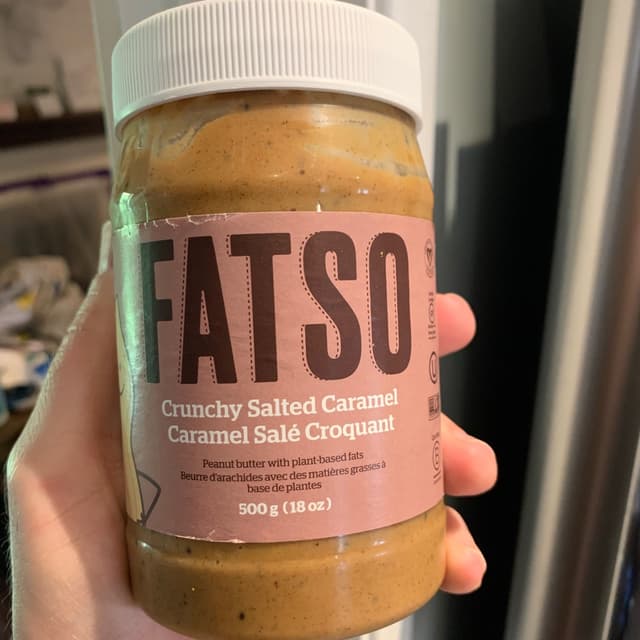 FATSO
Crunchy Salted Caramel
Caramel Salé Croquant
Peanut butter with plant-based fats
Beurre d'arachides avec des matières grasses à
base de plantes
500 g (18 oz)